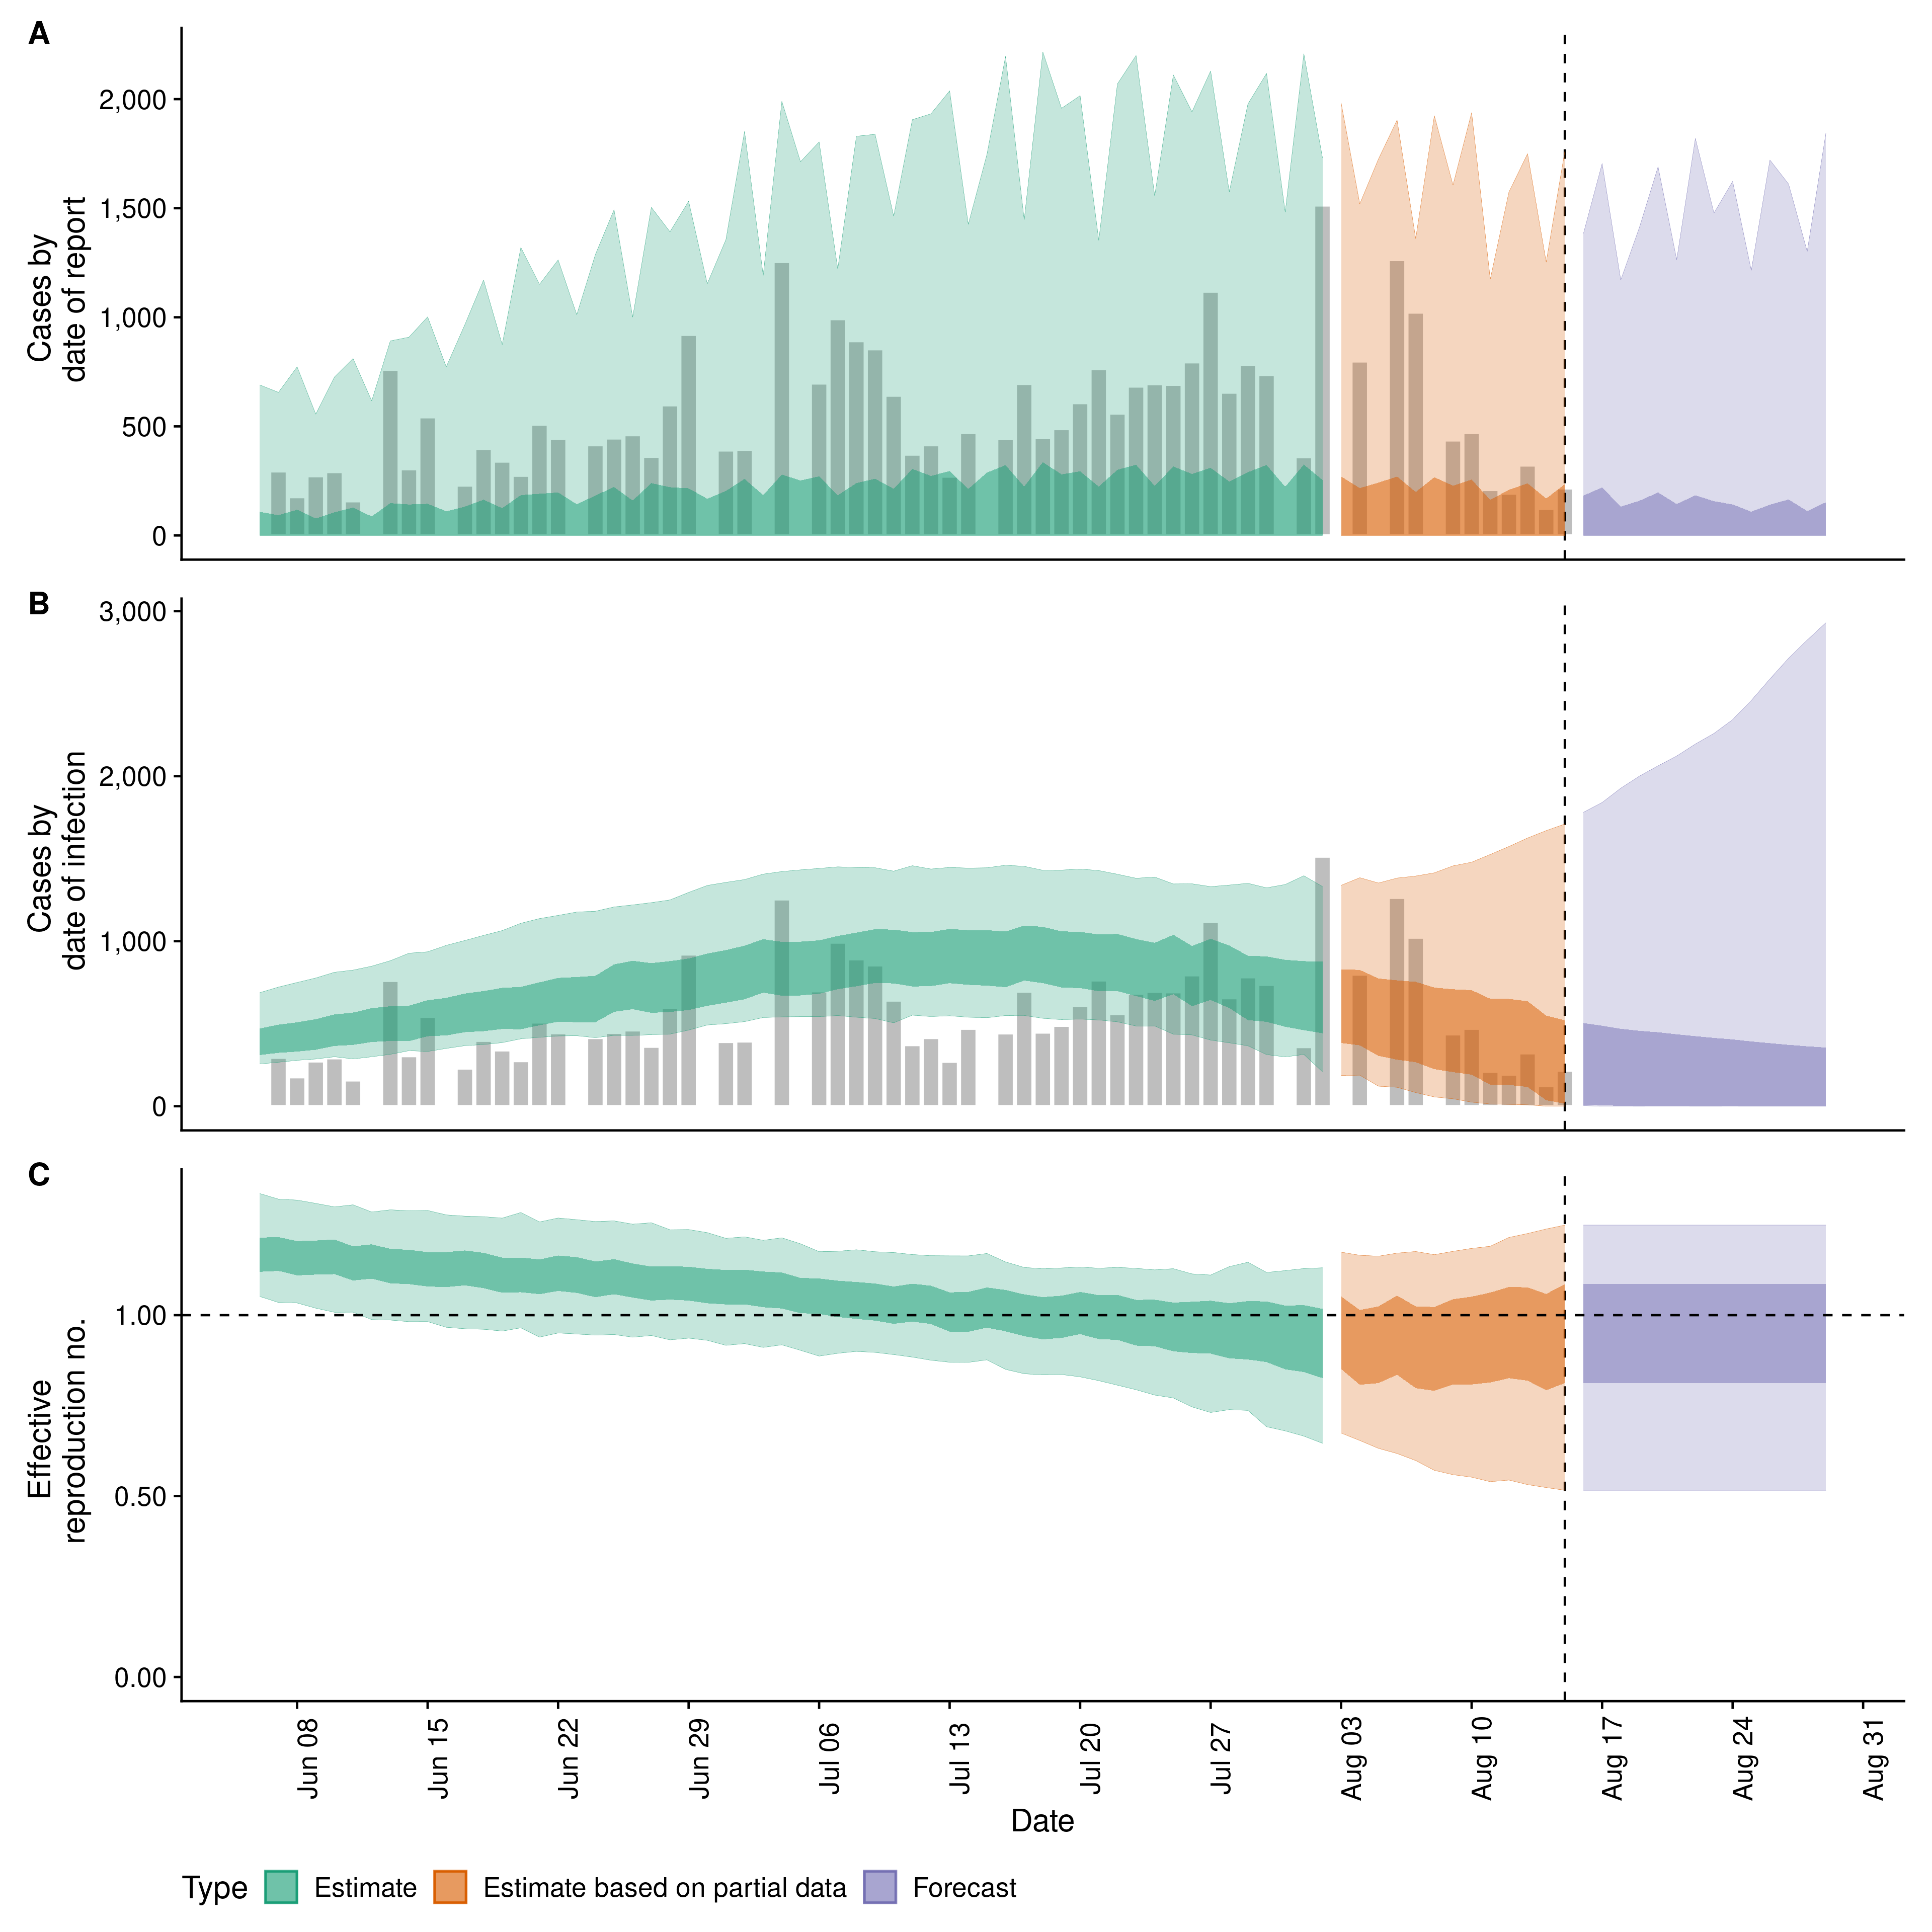 A
Cases by
date of report
2,000
1,500
1,000
500
0
B
Cases by
date of infection
3,000
2,000
1,000
0
C
Effective
reproduction no.
1.00
0.50
0.00
Jun 08
Jun 15
Jun 22
Jun 29
Jul 06
Jul 13
Jul 20
Jul 27
Aug 03
Aug 10
Aug 17
Aug 24
Aug 31
Date
Type Estimate Estimate based on partial data Forecast